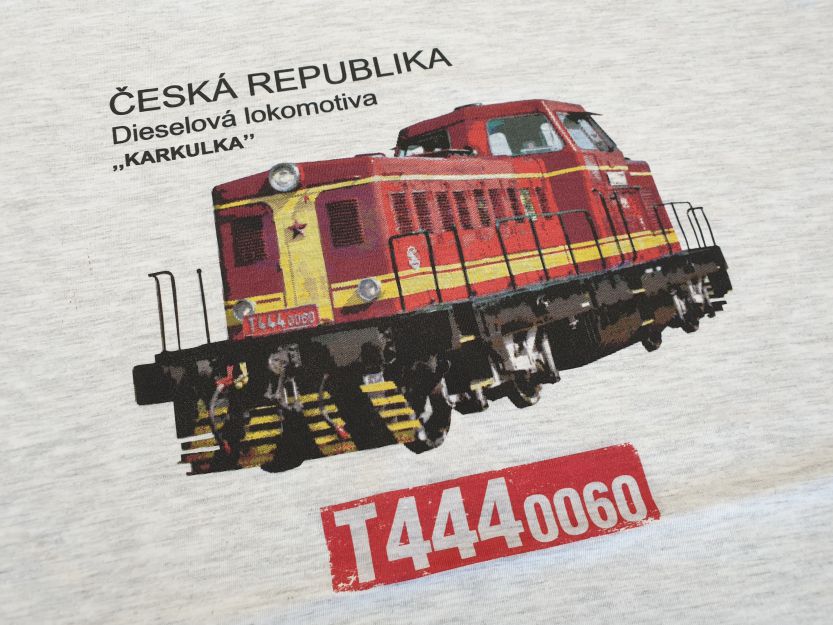 ČESKÁ REPUBLIKA
Dieselová lokomotiva
„KARKULKA”
T444 0060
T444 0060